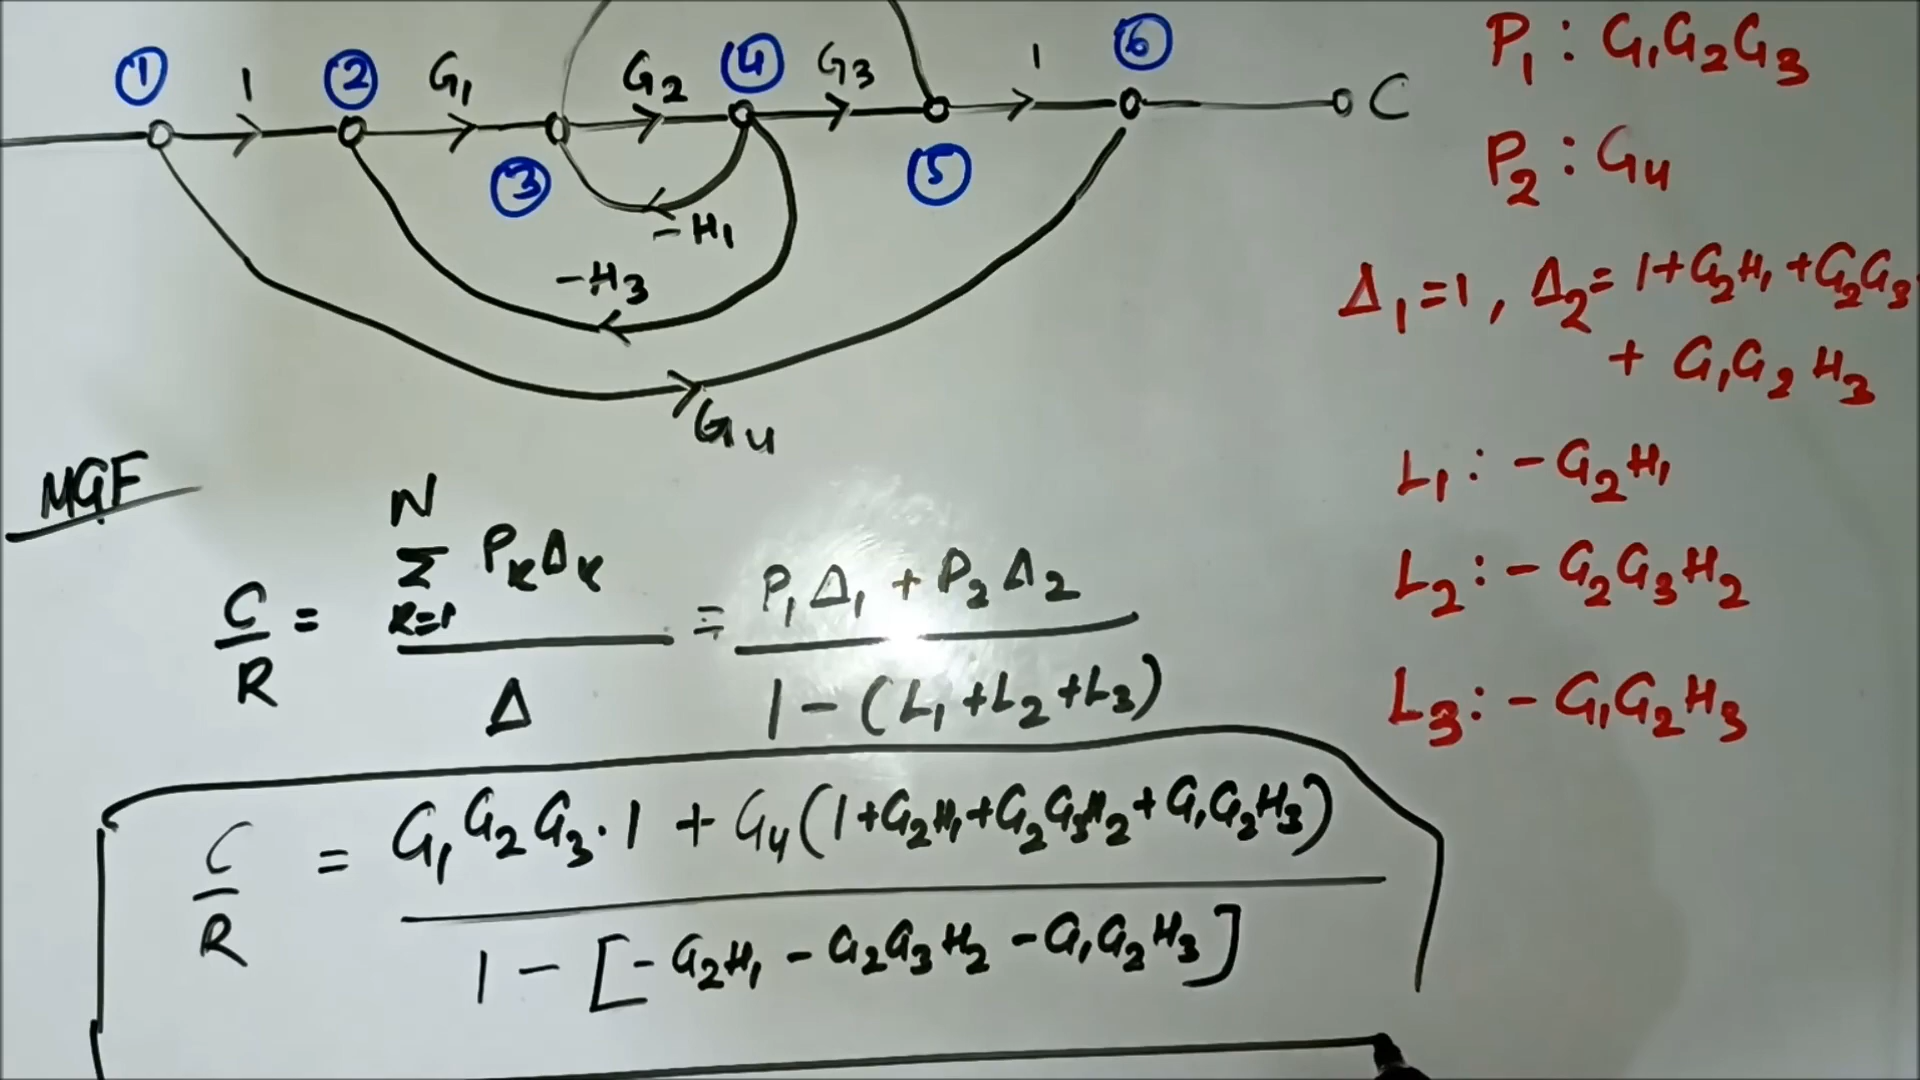 ① 1 ② G₁ ③ G₂ ④ G₃ ⑤ 1 ⑥ C
-H₁
-H₃
G₄
P₁ : G₁G₂G₃
P₂ : G₄
Δ₁=1, Δ₂= 1+G₂H₁+G₂G₃
+ G₁G₂H₃
L₁ : -G₂H₁
L₂ : -G₂G₃H₂
L₃ : -G₁G₂H₃
MGF
C/R = N Σ K=1 PₖΔₖ / Δ = P₁Δ₁ + P₂Δ₂ / 1 - (L₁+L₂+L₃)
C/R = G₁G₂G₃·1 + G₄(1+G₂H₁+G₂G₃H₂+G₁G₂H₃) / 1 - [-G₂H₁ - G₂G₃H₂ - G₁G₂H₃]